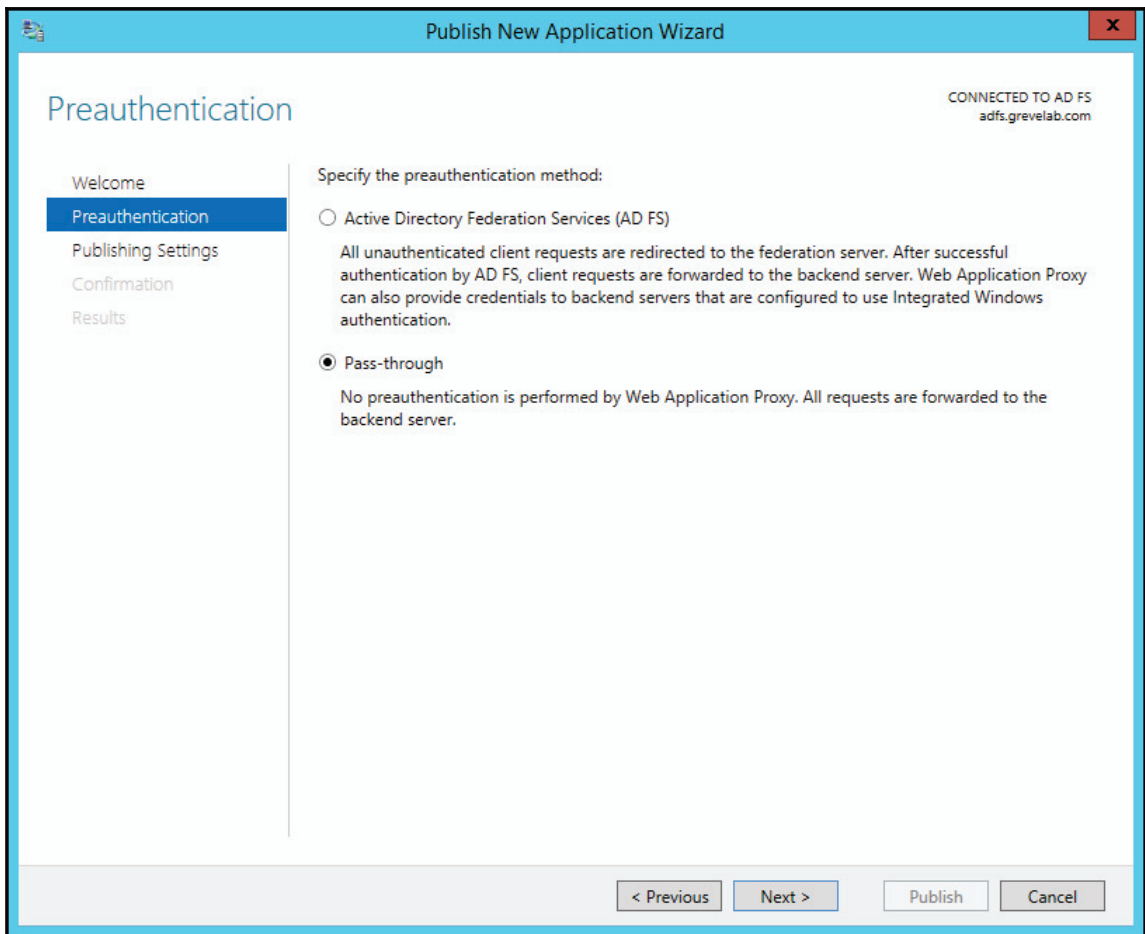 Publish New Application Wizard
x
Preauthentication
CONNECTED TO AD FS
adfs.grevelab.com
Welcome
Preauthentication
Publishing Settings
Confirmation
Results
Specify the preauthentication method:
Active Directory Federation Services (AD FS)
All unauthenticated client requests are redirected to the federation server. After successful
authentication by AD FS, client requests are forwarded to the backend server. Web Application Proxy
can also provide credentials to backend servers that are configured to use Integrated Windows
authentication.
Pass-through
No preauthentication is performed by Web Application Proxy. All requests are forwarded to the
backend server.
< Previous
Next >
Publish
Cancel